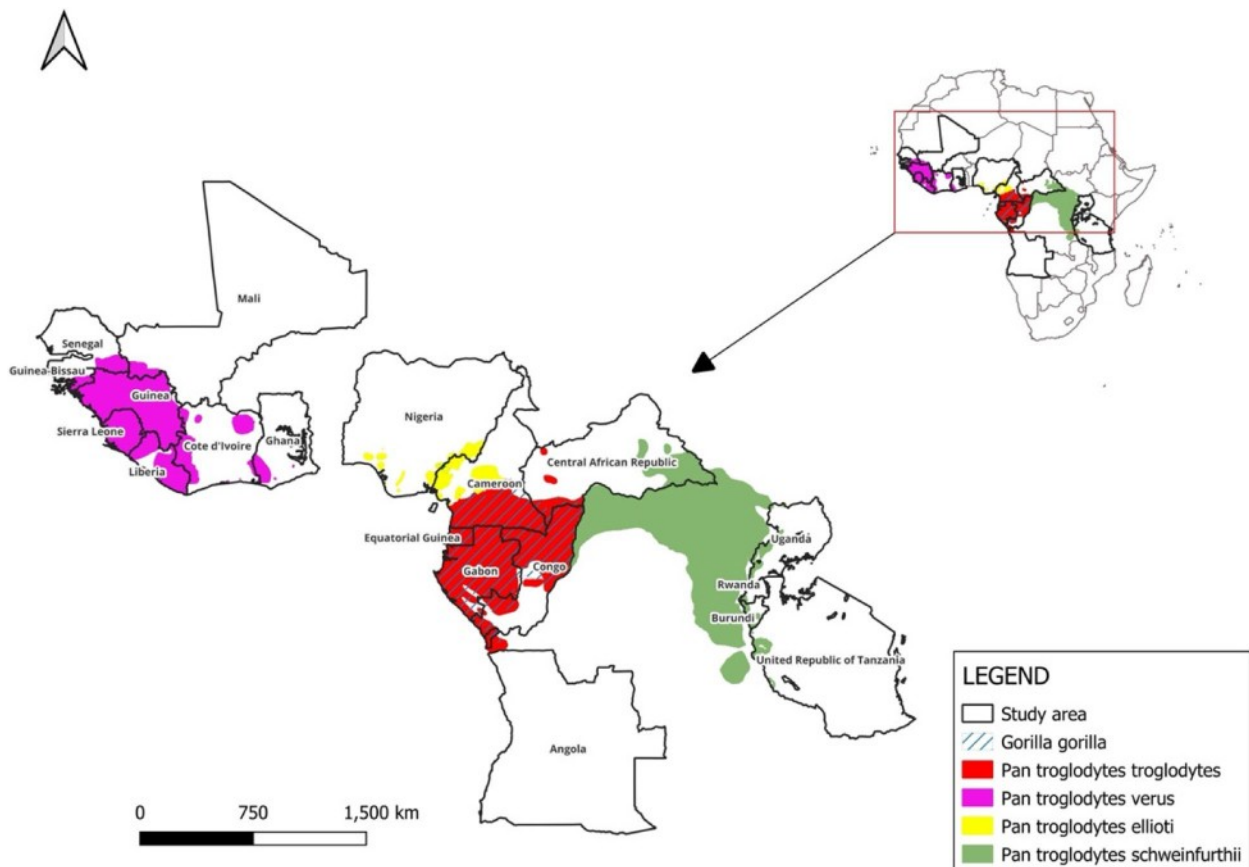 Mali
Senegal
Guinea-Bissau
Guinea
Sierra Leone
Liberia
Cote d'Ivoire
Ghana
Nigeria
Central African Republic
Cameroon
Equatorial Guinea
Gabon
Congo
Uganda
Rwanda
Burundi
United Republic of Tanzania
Angola
0 750 1,500 km
LEGEND
Study area
Gorilla gorilla
Pan troglodytes troglodytes
Pan troglodytes verus
Pan troglodytes ellioti
Pan troglodytes schweinfurthii